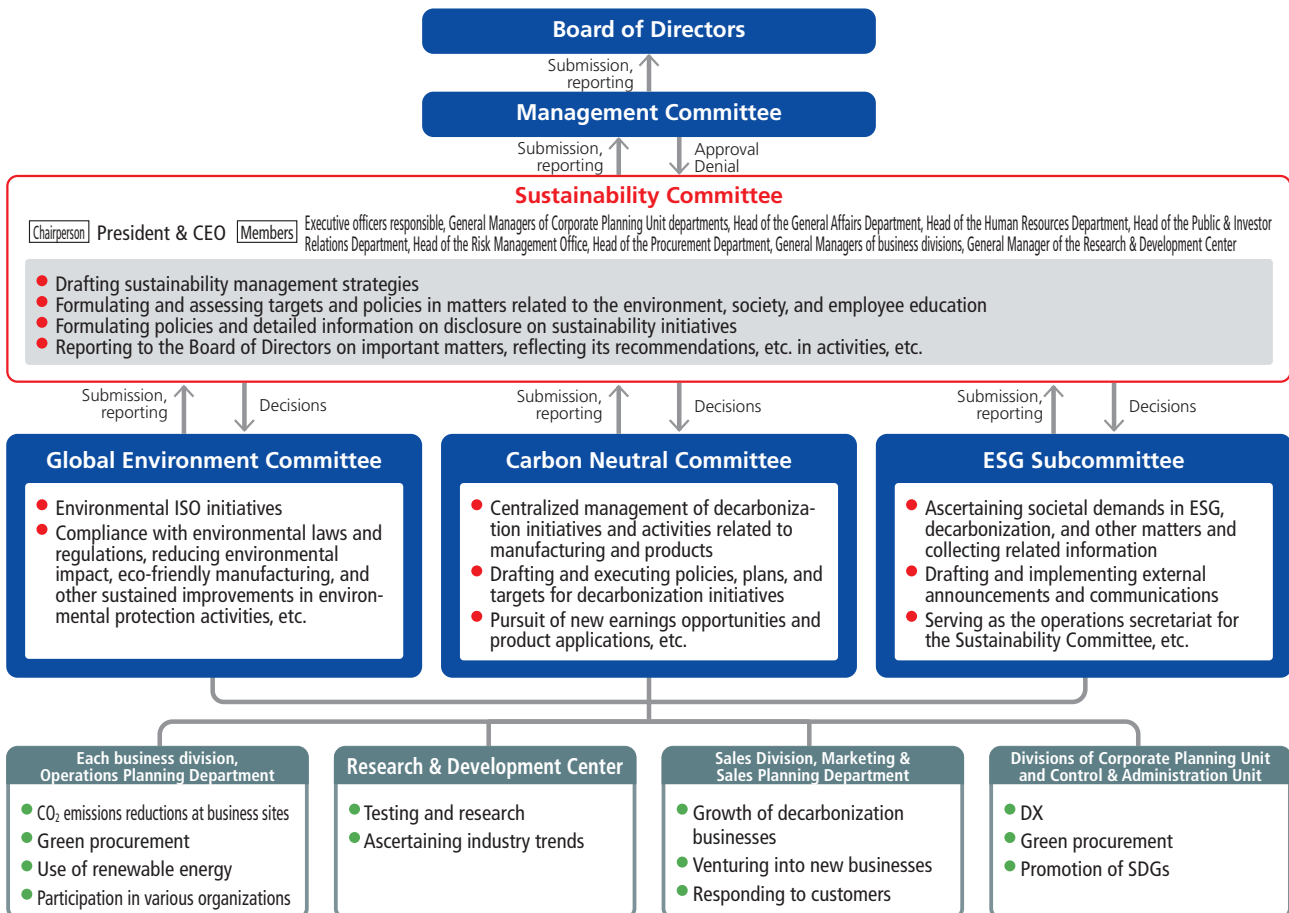 Board of Directors
Submission,
reporting
Management Committee
Submission,
reporting
Approval
Denial
Sustainability Committee
Chairperson President & CEO Members
Executive officers responsible, General Managers of Corporate Planning Unit departments, Head of the General Affairs Department, Head of the Human Resources Department, Head of the Public & Investor
Relations Department, Head of the Risk Management Office, Head of the Procurement Department, General Managers of business divisions, General Manager of the Research & Development Center
● Drafting sustainability management strategies
● Formulating and assessing targets and policies in matters related to the environment, society, and employee education
● Formulating policies and detailed information on disclosure on sustainability initiatives
● Reporting to the Board of Directors on important matters, reflecting its recommendations, etc. in activities, etc.
Submission,
reporting
Decisions
Submission,
reporting
Decisions
Submission,
reporting
Decisions
Global Environment Committee
● Environmental ISO initiatives
● Compliance with environmental laws and
regulations, reducing environmental
impact, eco-friendly manufacturing, and
other sustained improvements in environ-
mental protection activities, etc.
Carbon Neutral Committee
● Centralized management of decarboniza-
tion initiatives and activities related to
manufacturing and products
● Drafting and executing policies, plans, and
targets for decarbonization initiatives
● Pursuit of new earnings opportunities and
product applications, etc.
ESG Subcommittee
● Ascertaining societal demands in ESG,
decarbonization, and other matters and
collecting related information
● Drafting and implementing external
announcements and communications
● Serving as the operations secretariat for
the Sustainability Committee, etc.
Each business division,
Operations Planning Department
● CO₂ emissions reductions at business sites
● Green procurement
● Use of renewable energy
● Participation in various organizations
Research & Development Center
● Testing and research
● Ascertaining industry trends
Sales Division, Marketing &
Sales Planning Department
● Growth of decarbonization
businesses
● Venturing into new businesses
● Responding to customers
Divisions of Corporate Planning Unit
and Control & Administration Unit
● DX
● Green procurement
● Promotion of SDGs